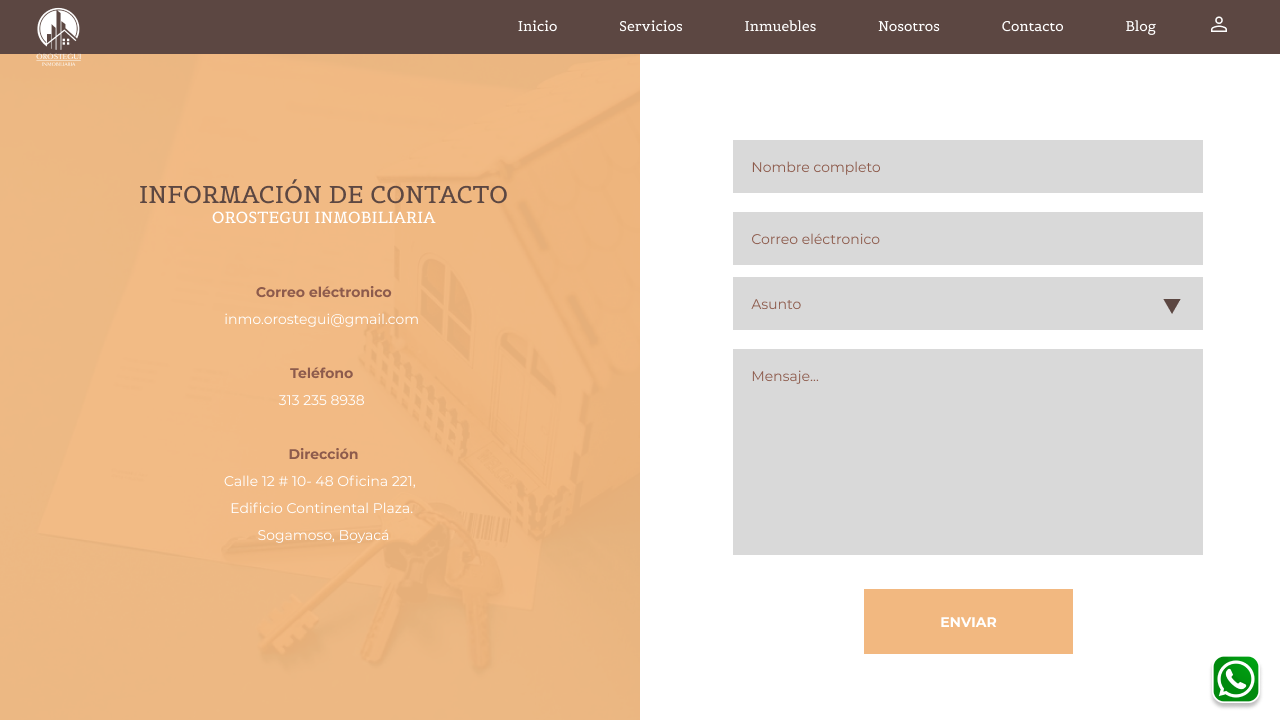 OROSTEGUI
INMOBILIARIA
Inicio
Servicios
Inmuebles
Nosotros
Contacto
Blog
INFORMACIÓN DE CONTACTO
OROSTEGUI INMOBILIARIA
Correo eléctronico
inmo.orostegui@gmail.com
Teléfono
313 235 8938
Dirección
Calle 12 # 10- 48 Oficina 221,
Edificio Continental Plaza.
Sogamoso, Boyacá
Nombre completo
Correo eléctronico
Asunto
Mensaje...
ENVIAR